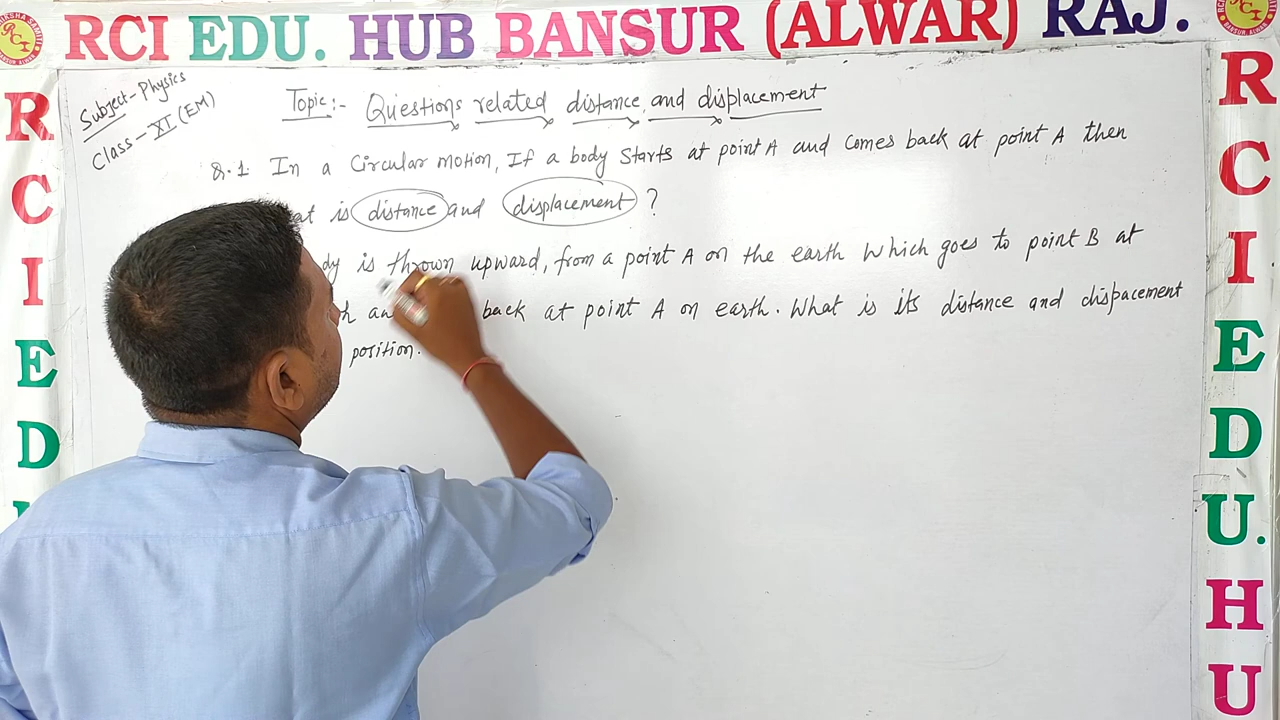 RCI EDU. HUB BANSUR (ALWAR) RAJ.
Subject - Physics
Class - XI (EM)
Topic :- Questions related distance and displacement
Q.1. In a Circular motion, If a body starts at point A and comes back at point A then
is distance and displacement ?
is thrown upward, from a point A on the earth which goes to point B at
back at point A on earth. What is its distance and dispacement
position.
R
C
I
E
D
R
C
I
E
D
U.
H
U